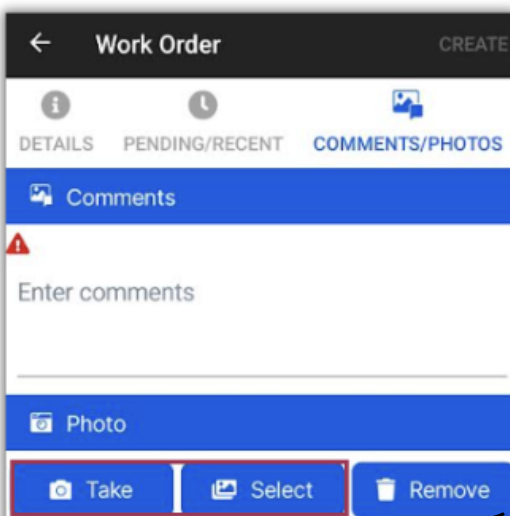 Work Order CREATE
DETAILS PENDING/RECENT COMMENTS/PHOTOS
Comments
Enter comments
Photo
Take Select Remove